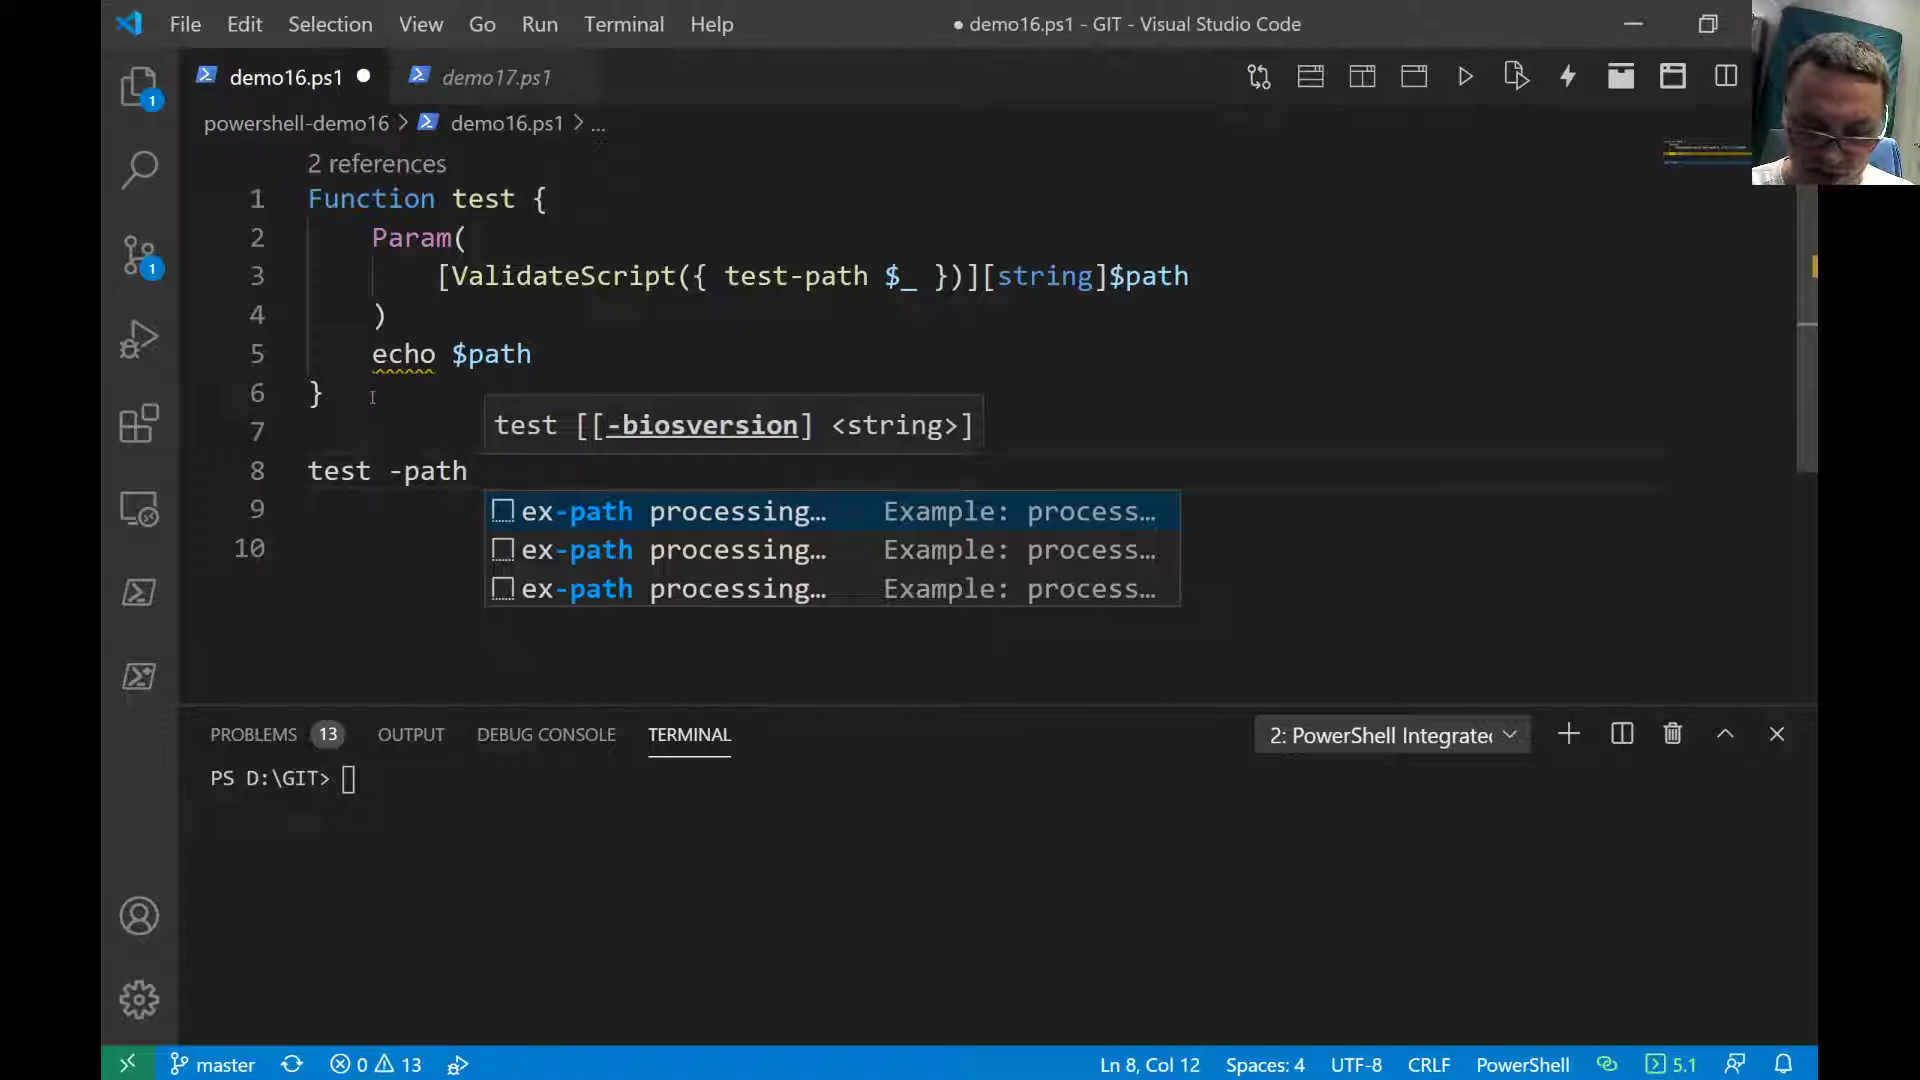 File Edit Selection View Go Run Terminal Help ● demo16.ps1 - GIT - Visual Studio Code
demo16.ps1 demo17.ps1
powershell-demo16 > demo16.ps1 > ...
2 references
1 Function test {
2 Param(
3 [ValidateScript({ test-path $_ })][string]$path
4 )
5 echo $path
6 }
7
test [[-biosversion] <string>]
8 test -path
9
10
ex-path processing… Example: process…
ex-path processing… Example: process…
ex-path processing… Example: process…
PROBLEMS 13 OUTPUT DEBUG CONSOLE TERMINAL 2: PowerShell Integrated
PS D:\GIT>
1
1
master 0 13 Ln 8, Col 12 Spaces: 4 UTF-8 CRLF PowerShell 5.1